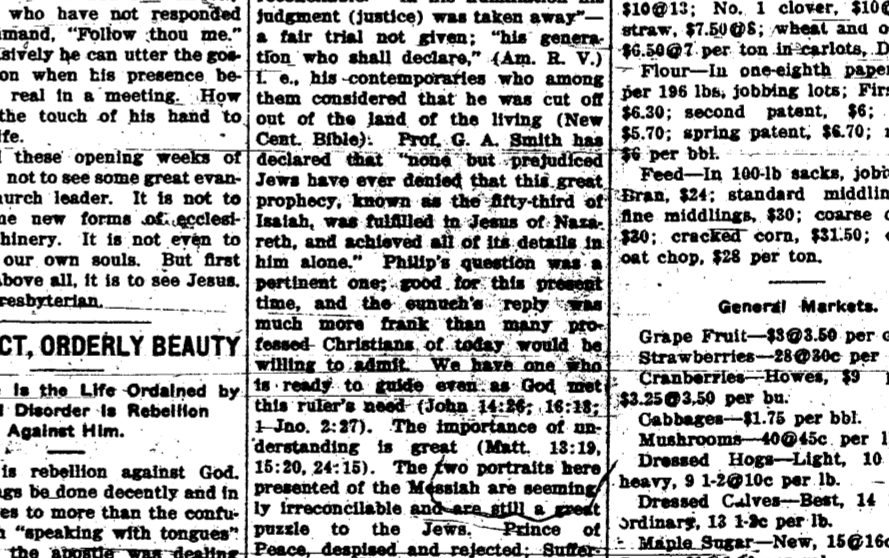 who have not responded
mmand, "Follow thou me."
sively he can utter the gos-
on when his presence be-
real in a meeting. How
the touch of his hand to
ife.
these opening weeks of
not to see some great evan-
hurch leader. It is not to
ne new forms of ecclesi-
hinery. It is not even to
our own souls. But first
above all, it is to see Jesus.
resbyterian.
CT, ORDERLY BEAUTY
Is the Life Ordained by
Disorder Is Rebellion
Against Him.
is rebellion against God.
gs be done decently and in
es to more than the confu-
"speaking with tongues"
the apostle was dealing
judgment (justice) was taken away"—
a fair trial not given; "his genera-
tion who shall declare," (Am. R. V.)
i. e., his contemporaries who among
them considered that he was cut off
out of the land of the living (New
Cent. Bible). Prof. G. A. Smith has
declared that "none but prejudiced
Jews have ever denied that this great
prophecy, known as the fifty-third of
Isaiah, was fulfilled in Jesus of Naza-
reth, and achieved all of its details in
him alone." Philip's question was a
pertinent one; good for this present
time, and the eunuch's reply was
much more frank than many pro-
fessed Christians of today would be
willing to admit. We have one who
is ready to guide even as God met
this ruler's need (John 14:26; 16:13;
1 Jno. 2:27). The importance of un-
derstanding is great (Matt. 13:19,
15:20, 24:15). The two portraits here
presented of the Messiah are seeming-
ly irreconcilable and are still a great
puzzle to the Jews. Prince of
Peace, despised and rejected; Suffer-
$10@13; No. 1 clover, $10@
straw, $7.50@8; wheat and o
$6.50@7 per ton in carlots, D
Flour—In one-eighth paper
per 196 lbs, jobbing lots; Firs
$6.30; second patent, $6;
$5.70; spring patent, $6.70; r
$6 per bbl.
Feed—In 100-lb sacks, jobb
Bran, $24; standard middlin
fine middlings, $30; coarse c
$30; cracked corn, $31.50;
oat chop, $28 per ton.
General Markets.
Grape Fruit—$3@3.50 per c
Strawberries—28@30c per
Cranberries—Howes, $9
$3.25@3.50 per bu.
Cabbages—$1.75 per bbl.
Mushrooms—40@45c per l
Dressed Hogs—Light, 10
heavy, 9 1-2@10c per lb.
Dressed Calves—Best, 14
ordinary, 13 1-2c per lb.
Maple Sugar—New, 15@16c